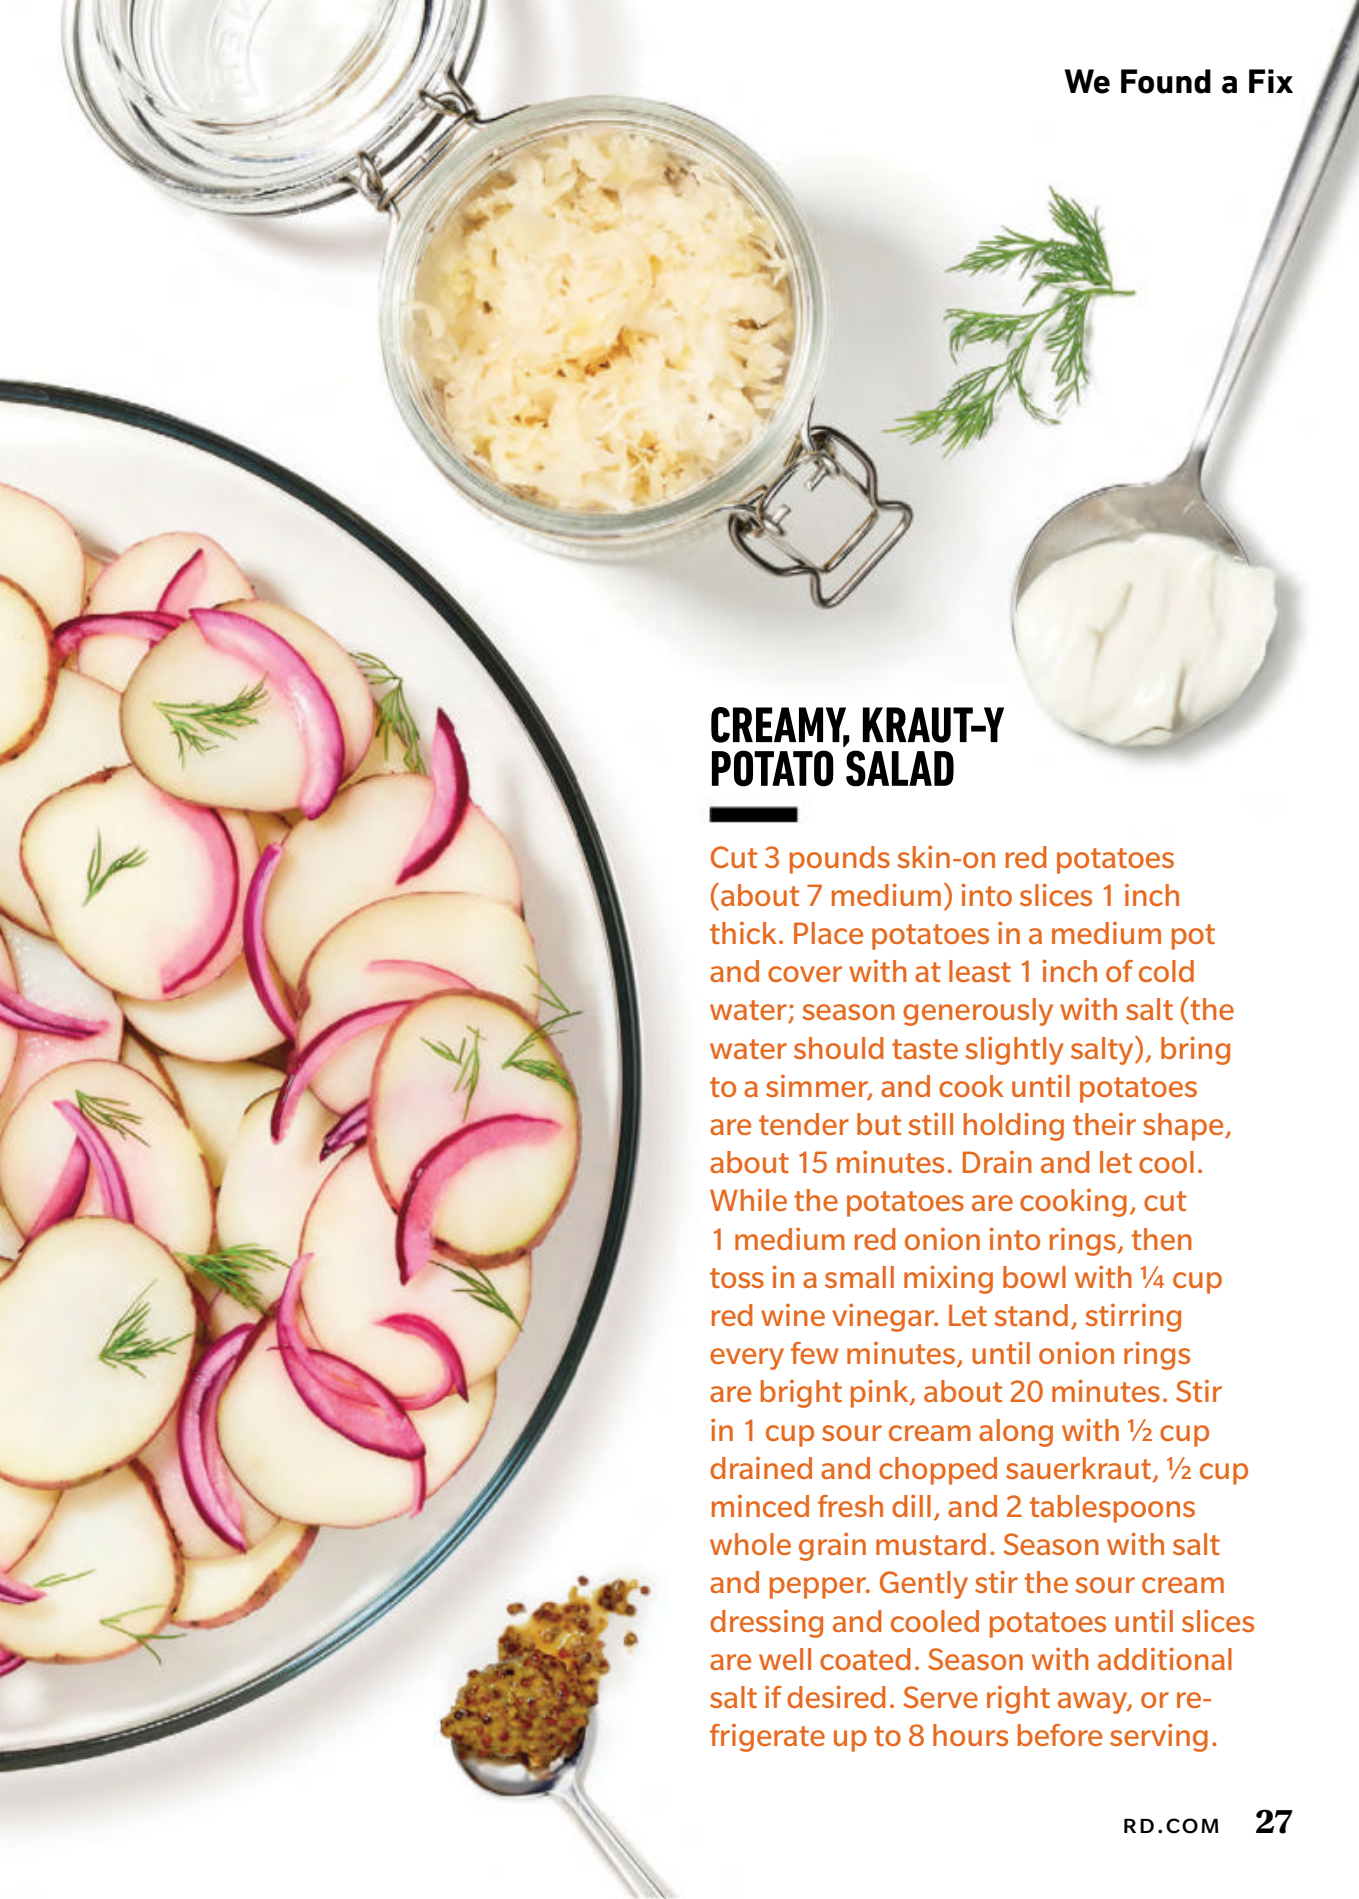 We Found a Fix
CREAMY, KRAUT-Y
POTATO SALAD
Cut 3 pounds skin-on red potatoes
(about 7 medium) into slices 1 inch
thick. Place potatoes in a medium pot
and cover with at least 1 inch of cold
water; season generously with salt (the
water should taste slightly salty), bring
to a simmer, and cook until potatoes
are tender but still holding their shape,
about 15 minutes. Drain and let cool.
While the potatoes are cooking, cut
1 medium red onion into rings, then
toss in a small mixing bowl with ¼ cup
red wine vinegar. Let stand, stirring
every few minutes, until onion rings
are bright pink, about 20 minutes. Stir
in 1 cup sour cream along with ½ cup
drained and chopped sauerkraut, ½ cup
minced fresh dill, and 2 tablespoons
whole grain mustard. Season with salt
and pepper. Gently stir the sour cream
dressing and cooled potatoes until slices
are well coated. Season with additional
salt if desired. Serve right away, or re-
frigerate up to 8 hours before serving.
RD.COM 27